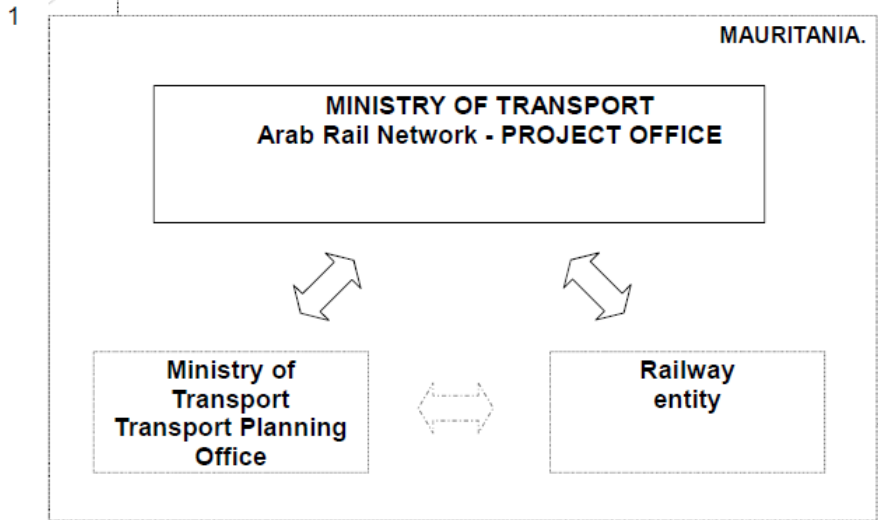 1
MAURITANIA.
MINISTRY OF TRANSPORT
Arab Rail Network - PROJECT OFFICE
Ministry of
Transport
Transport Planning
Office
Railway
entity